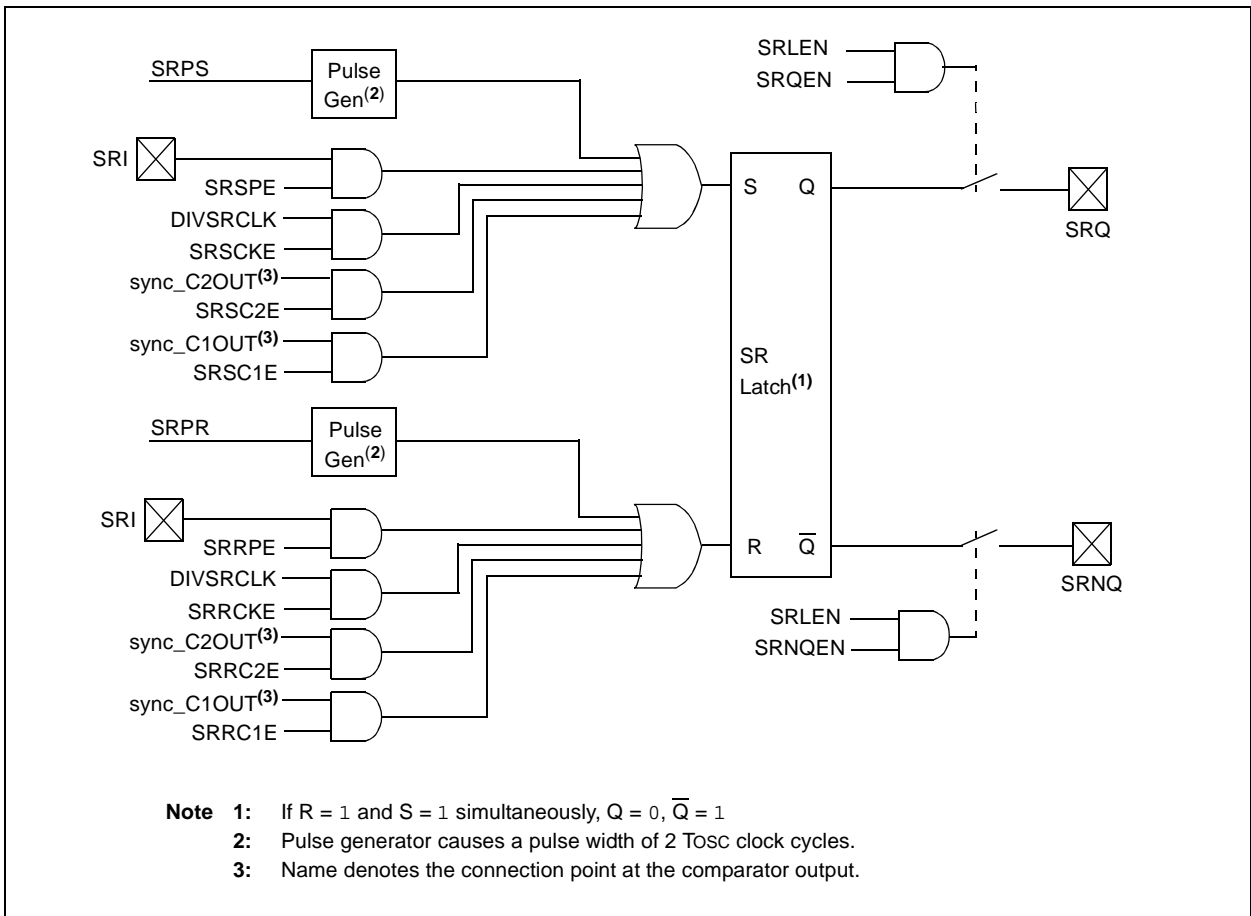 SRPS
Pulse
Gen(2)
SRLEN
SRQEN
SRI
SRSPE
DIVSRCLK
SRSCKE
sync_C2OUT(3)
SRSC2E
sync_C1OUT(3)
SRSC1E
S Q
SRQ
SR
Latch(1)
SRPR
Pulse
Gen(2)
SRI
SRRPE
DIVSRCLK
SRRCKE
sync_C2OUT(3)
SRRC2E
sync_C1OUT(3)
SRRC1E
R Q̅
SRNQ
SRLEN
SRNQEN
Note 1: If R = 1 and S = 1 simultaneously, Q = 0, Q̅ = 1
2: Pulse generator causes a pulse width of 2 TOSC clock cycles.
3: Name denotes the connection point at the comparator output.